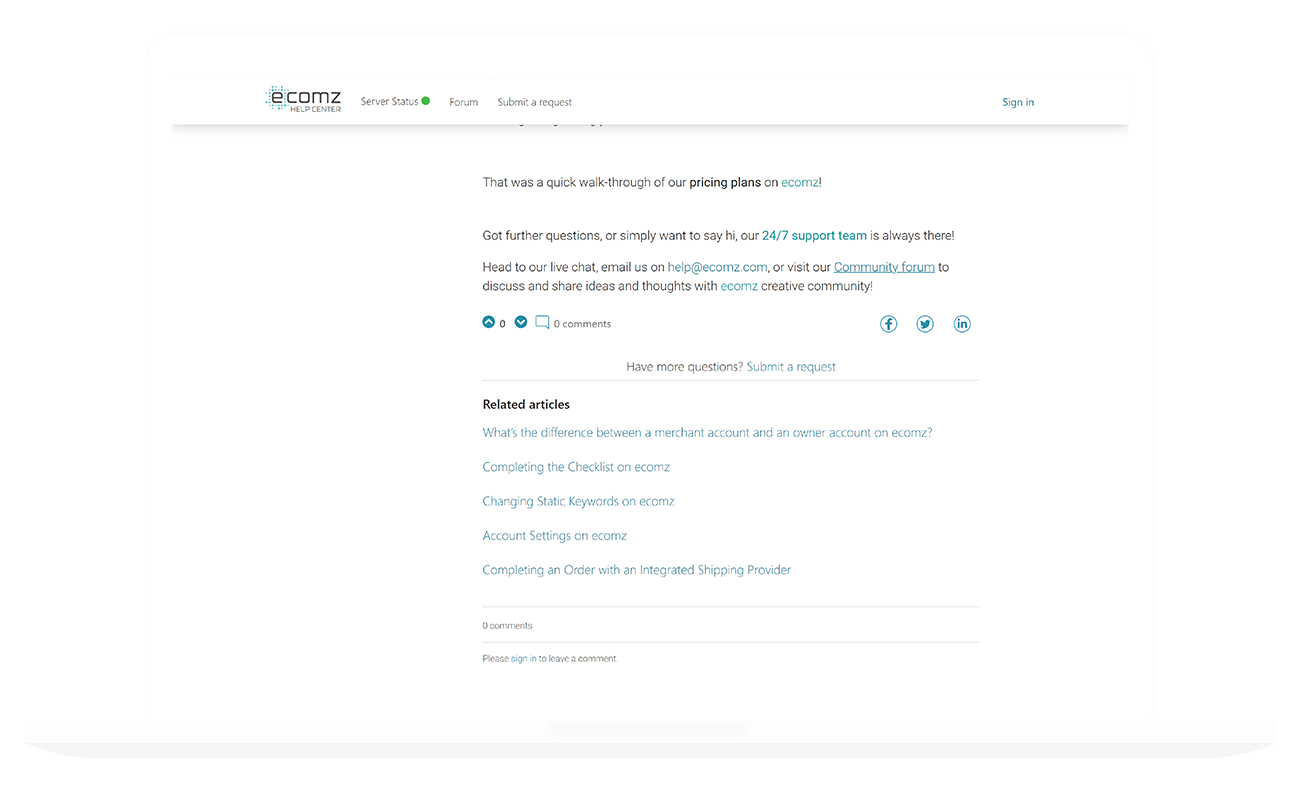 ecomz
HELP CENTER
Server Status
Forum
Submit a request
Sign in
That was a quick walk-through of our pricing plans on ecomz!
Got further questions, or simply want to say hi, our 24/7 support team is always there!
Head to our live chat, email us on help@ecomz.com, or visit our Community forum to
discuss and share ideas and thoughts with ecomz creative community!
0
0 comments
Have more questions? Submit a request
Related articles
What's the difference between a merchant account and an owner account on ecomz?
Completing the Checklist on ecomz
Changing Static Keywords on ecomz
Account Settings on ecomz
Completing an Order with an Integrated Shipping Provider
0 comments
Please sign in to leave a comment.